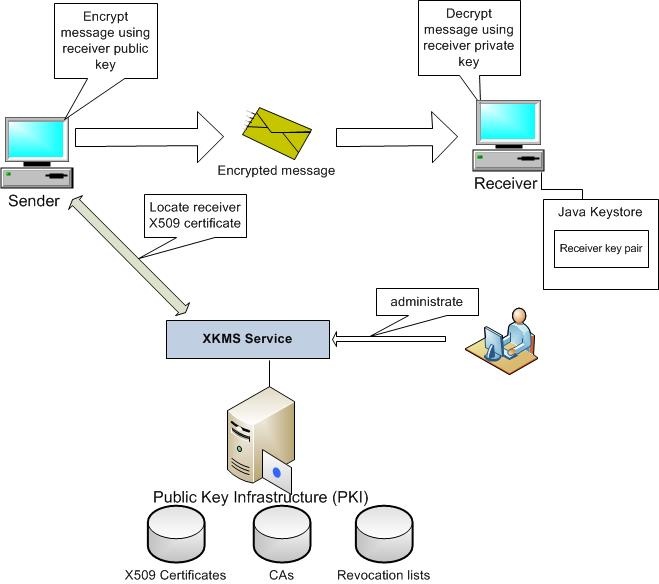 Encrypt
message using
receiver public
key
Decrypt
message using
receiver private
key
Encrypted message
Sender
Receiver
Java Keystore
Receiver key pair
Locate receiver
X509 certificate
administrate
XKMS Service
Public Key Infrastructure (PKI)
X509 Certificates
CAs
Revocation lists